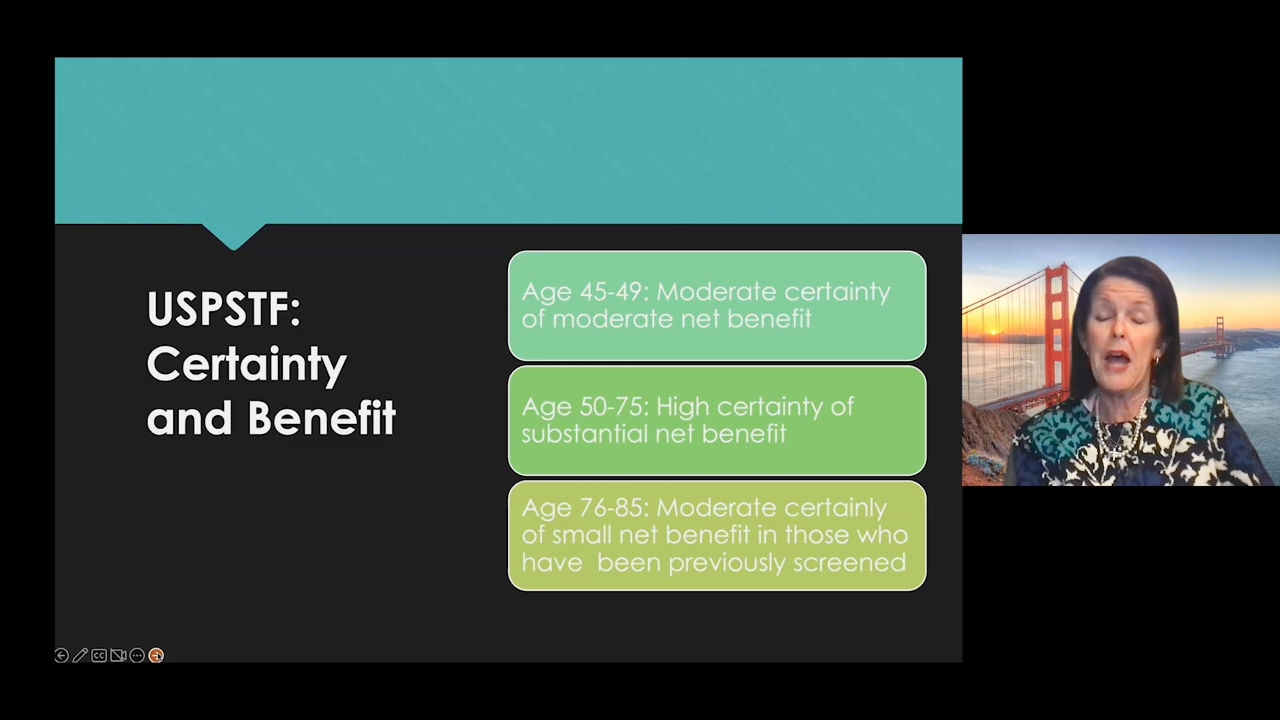 USPSTF:
Certainty
and Benefit
Age 45-49: Moderate certainty
of moderate net benefit
Age 50-75: High certainty of
substantial net benefit
Age 76-85: Moderate certainly
of small net benefit in those who
have been previously screened
CC